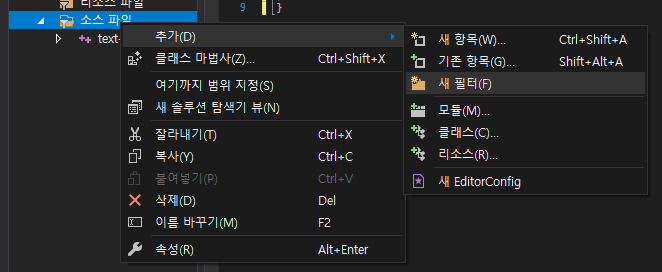 리소스 파일
소스 파일
text-
9
}
추가(D)
클래스 마법사(Z)... Ctrl+Shift+X
여기까지 범위 지정(S)
새 솔루션 탐색기 뷰(N)
잘라내기(T) Ctrl+X
복사(Y) Ctrl+C
붙여넣기(P) Ctrl+V
삭제(D) Del
이름 바꾸기(M) F2
속성(R) Alt+Enter
새 항목(W)... Ctrl+Shift+A
기존 항목(G)... Shift+Alt+A
새 필터(F)
모듈(M)...
클래스(C)...
리소스(R)...
새 EditorConfig